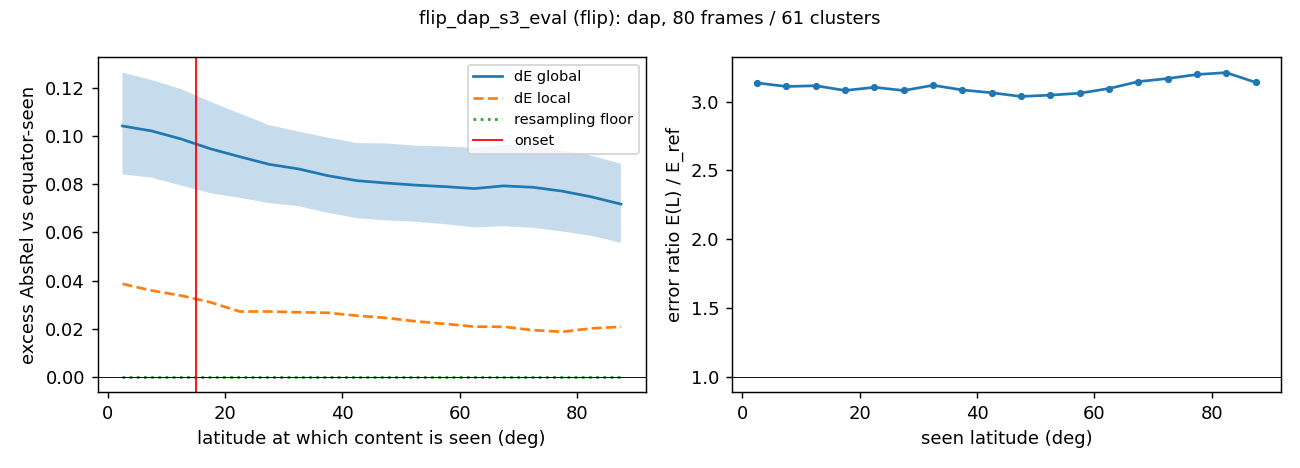 flip_dap_s3_eval (flip): dap, 80 frames / 61 clusters
excess AbsRel vs equator-seen
0.12
0.10
0.08
0.06
0.04
0.02
0.00
dE global
dE local
resampling floor
onset
0 20 40 60 80
latitude at which content is seen (deg)
error ratio E(L) / E_ref
3.0
2.5
2.0
1.5
1.0
0 20 40 60 80
seen latitude (deg)